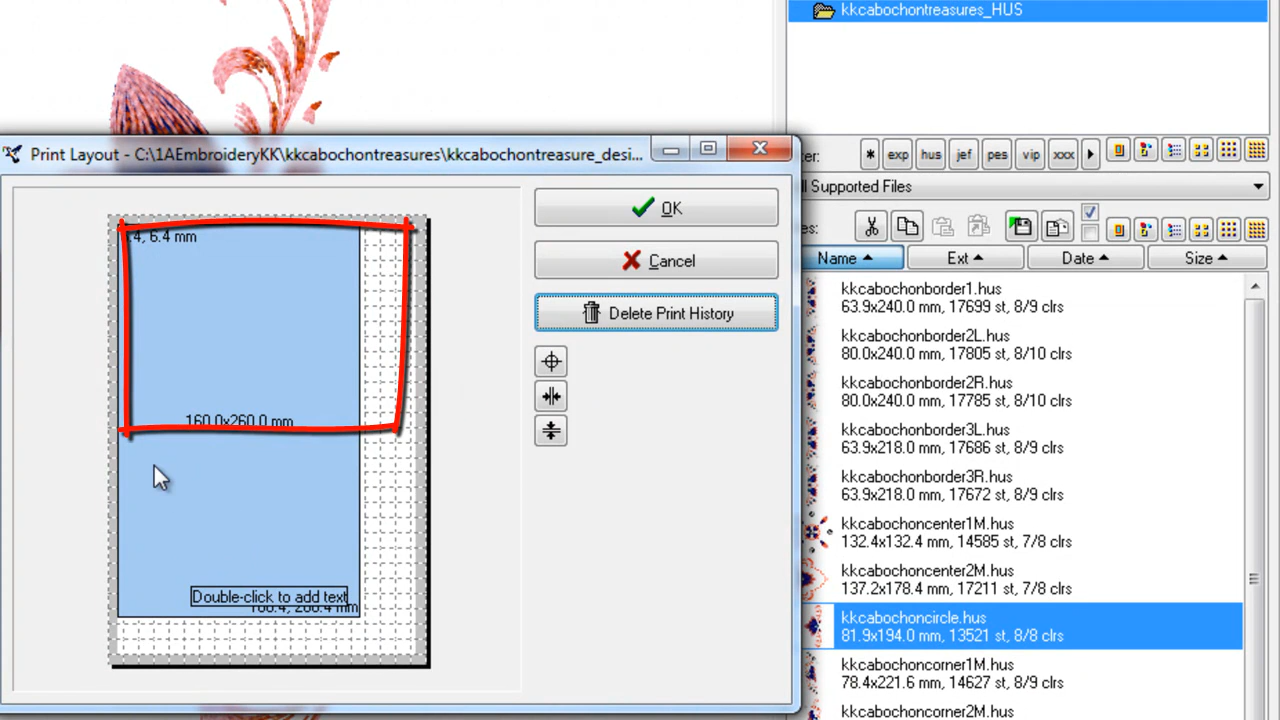 kkcabochontreasures_HUS
Print Layout - C:\1AEmbroideryKK\kkcabochontreasures\kkcabochontreasure_desi...
ter:
*
exp
hus
jef
pes
vip
xxx
ll Supported Files
es:
Name
Ext
Date
Size
.4, 6.4 mm
160.0x260.0 mm
Double-click to add text
166.4, 266.4 mm
OK
Cancel
Delete Print History
kkcabochonborder1.hus
63.9x240.0 mm, 17699 st, 8/9 clrs
kkcabochonborder2L.hus
80.0x240.0 mm, 17805 st, 8/10 clrs
kkcabochonborder2R.hus
80.0x240.0 mm, 17785 st, 8/10 clrs
kkcabochonborder3L.hus
63.9x218.0 mm, 17686 st, 8/9 clrs
kkcabochonborder3R.hus
63.9x218.0 mm, 17672 st, 8/9 clrs
kkcabochoncenter1M.hus
132.4x132.4 mm, 14585 st, 7/8 clrs
kkcabochoncenter2M.hus
137.2x178.4 mm, 17211 st, 7/8 clrs
kkcabochoncircle.hus
81.9x194.0 mm, 13521 st, 8/8 clrs
kkcabochoncorner1M.hus
78.4x221.6 mm, 14627 st, 8/9 clrs
kkcabochoncorner2M.hus